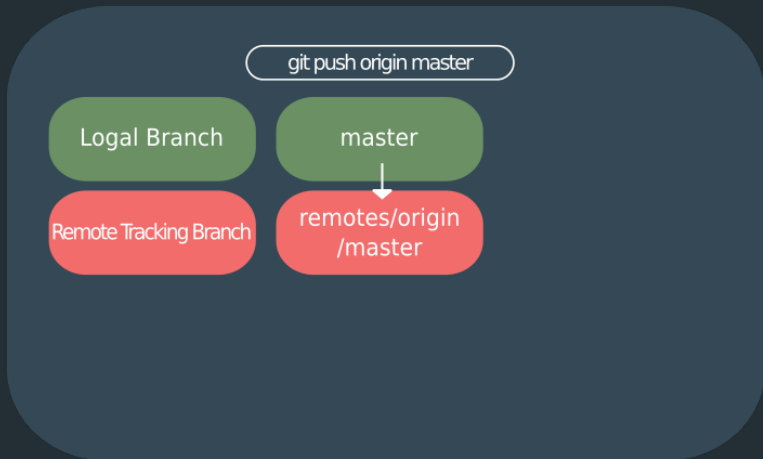 git push origin master
Logal Branch
master
Remote Tracking Branch
remotes/origin
/master